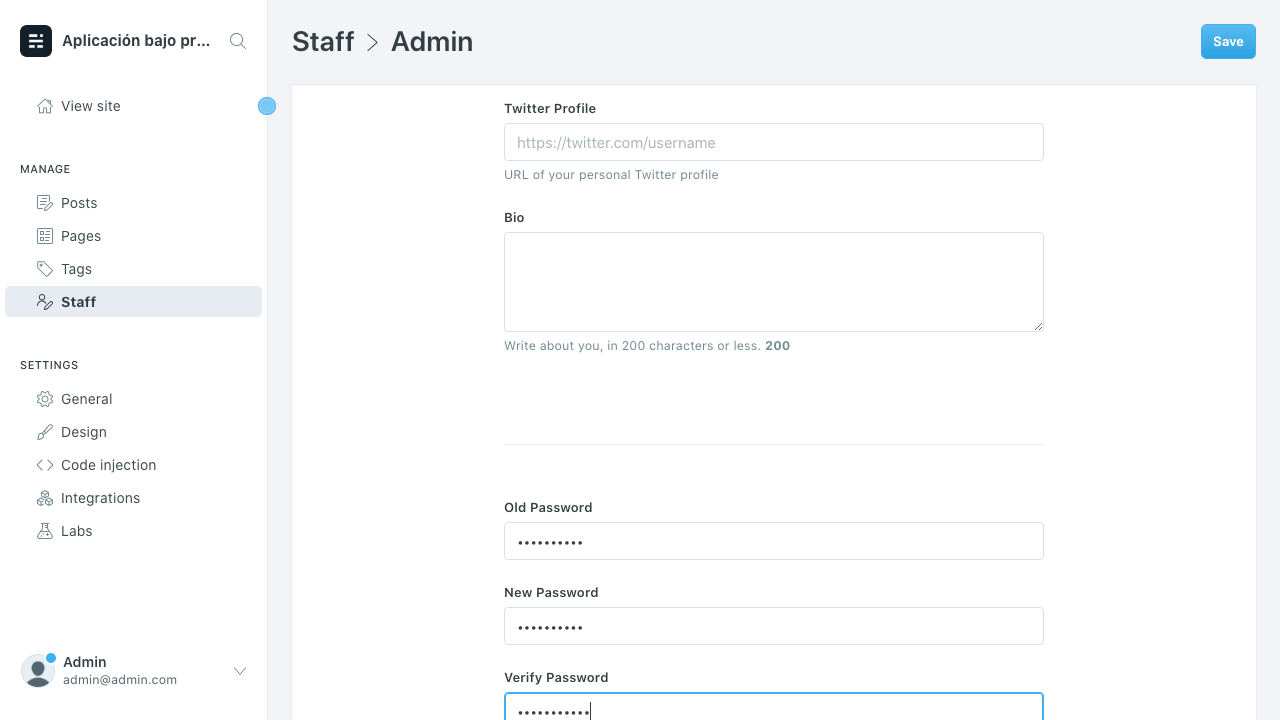 Aplicación bajo pr...
View site
MANAGE
Posts
Pages
Tags
Staff
SETTINGS
General
Design
Code injection
Integrations
Labs
Admin
admin@admin.com
Staff > Admin
Save
Twitter Profile
https://twitter.com/username
URL of your personal Twitter profile
Bio
Write about you, in 200 characters or less. 200
Old Password
••••••••••
New Password
••••••••••
Verify Password
•••••••••••